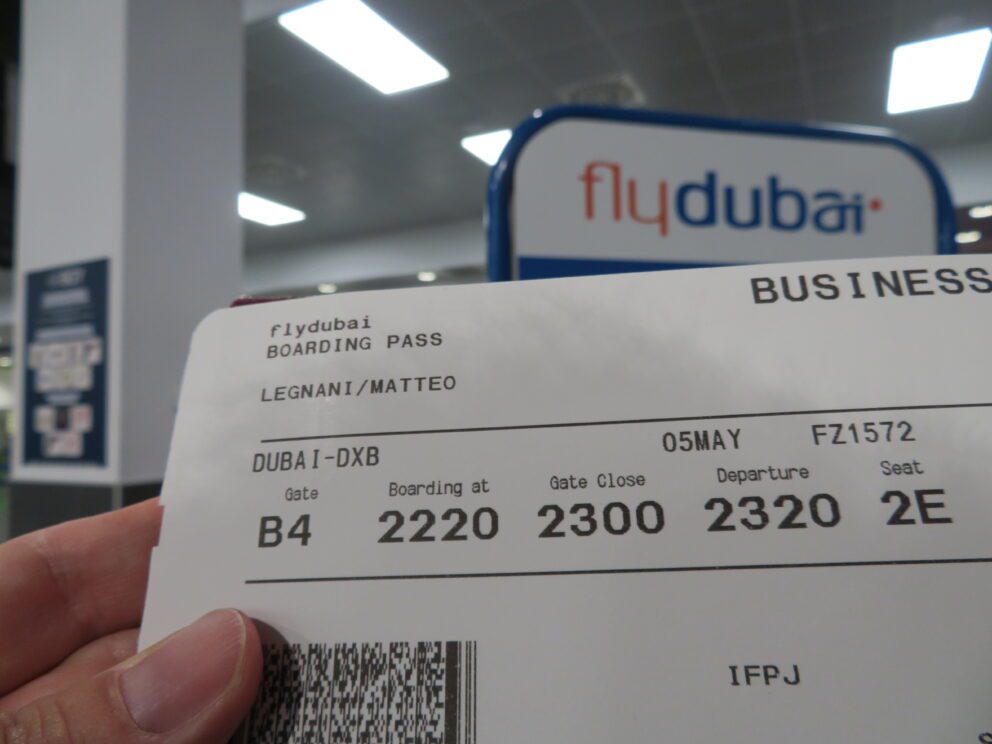 flydubai
BUSINESS
flydubai
BOARDING PASS
LEGNANI/MATTEO
DUBAI-DXB 05MAY FZ1572
Gate Boarding at Gate Close Departure Seat
B4 2220 2300 2320 2E
IFPJ